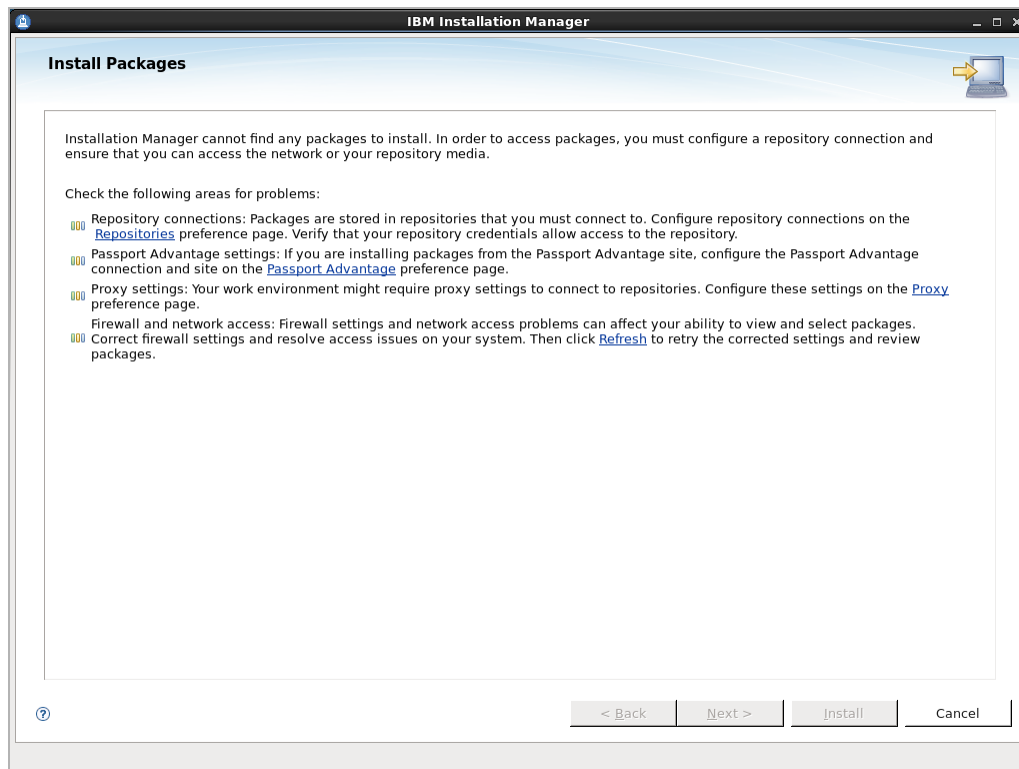 IBM Installation Manager
Install Packages
Installation Manager cannot find any packages to install. In order to access packages, you must configure a repository connection and
ensure that you can access the network or your repository media.
Check the following areas for problems:
Repository connections: Packages are stored in repositories that you must connect to. Configure repository connections on the
Repositories preference page. Verify that your repository credentials allow access to the repository.
Passport Advantage settings: If you are installing packages from the Passport Advantage site, configure the Passport Advantage
connection and site on the Passport Advantage preference page.
Proxy settings: Your work environment might require proxy settings to connect to repositories. Configure these settings on the Proxy
preference page.
Firewall and network access: Firewall settings and network access problems can affect your ability to view and select packages.
Correct firewall settings and resolve access issues on your system. Then click Refresh to retry the corrected settings and review
packages.
? < Back Next > Install Cancel